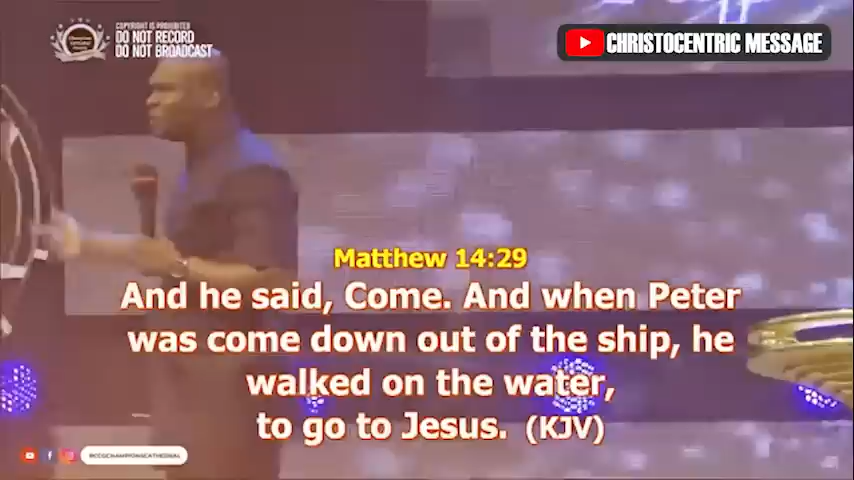 COPYRIGHT IS PROHIBITED
DO NOT RECORD
DO NOT BROADCAST
CHRISTOCENTRIC MESSAGE
Matthew 14:29
And he said, Come. And when Peter
was come down out of the ship, he
walked on the water,
to go to Jesus. (KJV)
RCCGCHAMPIONSCATHEDRAL